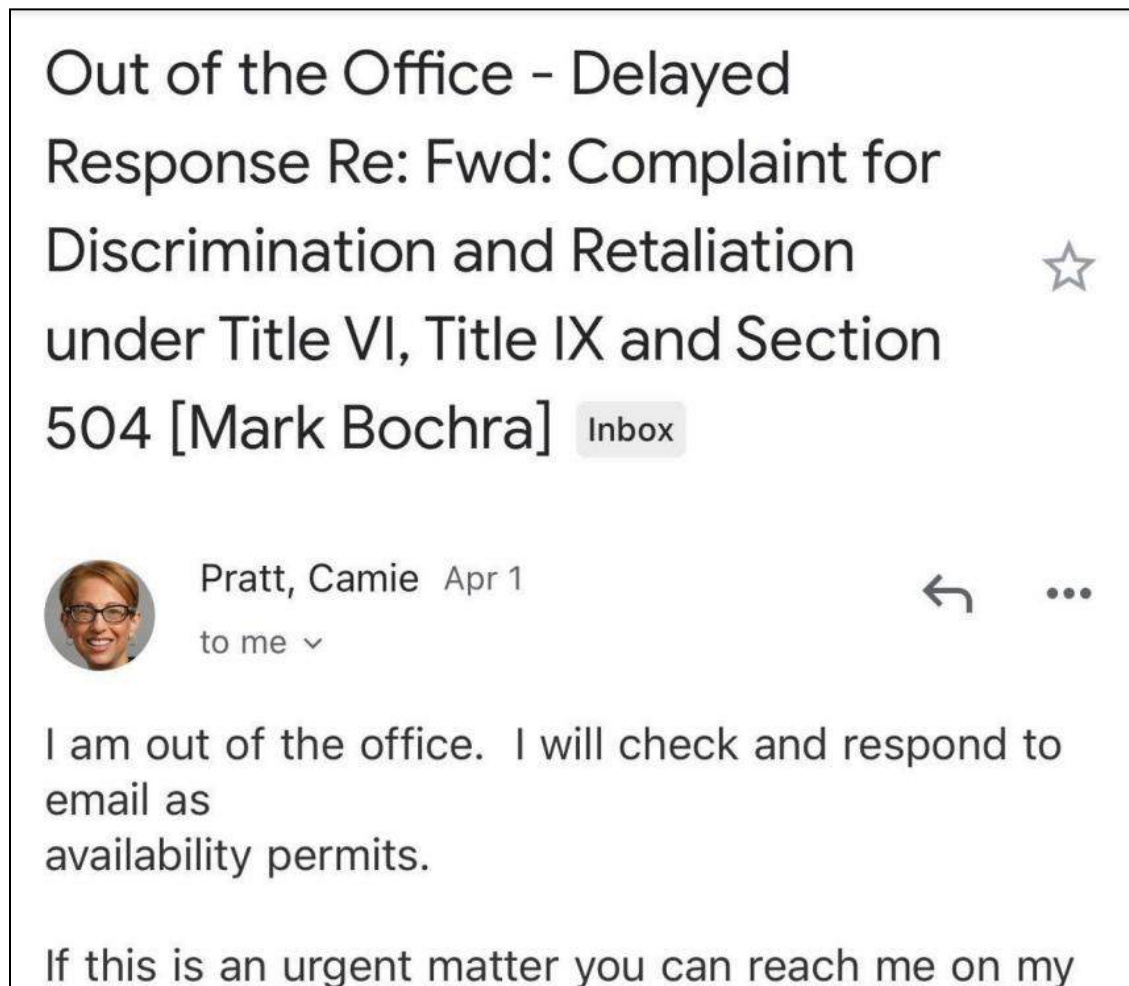 Out of the Office - Delayed
Response Re: Fwd: Complaint for
Discrimination and Retaliation
under Title VI, Title IX and Section
504 [Mark Bochra] Inbox
Pratt, Camie Apr 1
to me
I am out of the office.  I will check and respond to
email as
availability permits.
If this is an urgent matter you can reach me on my